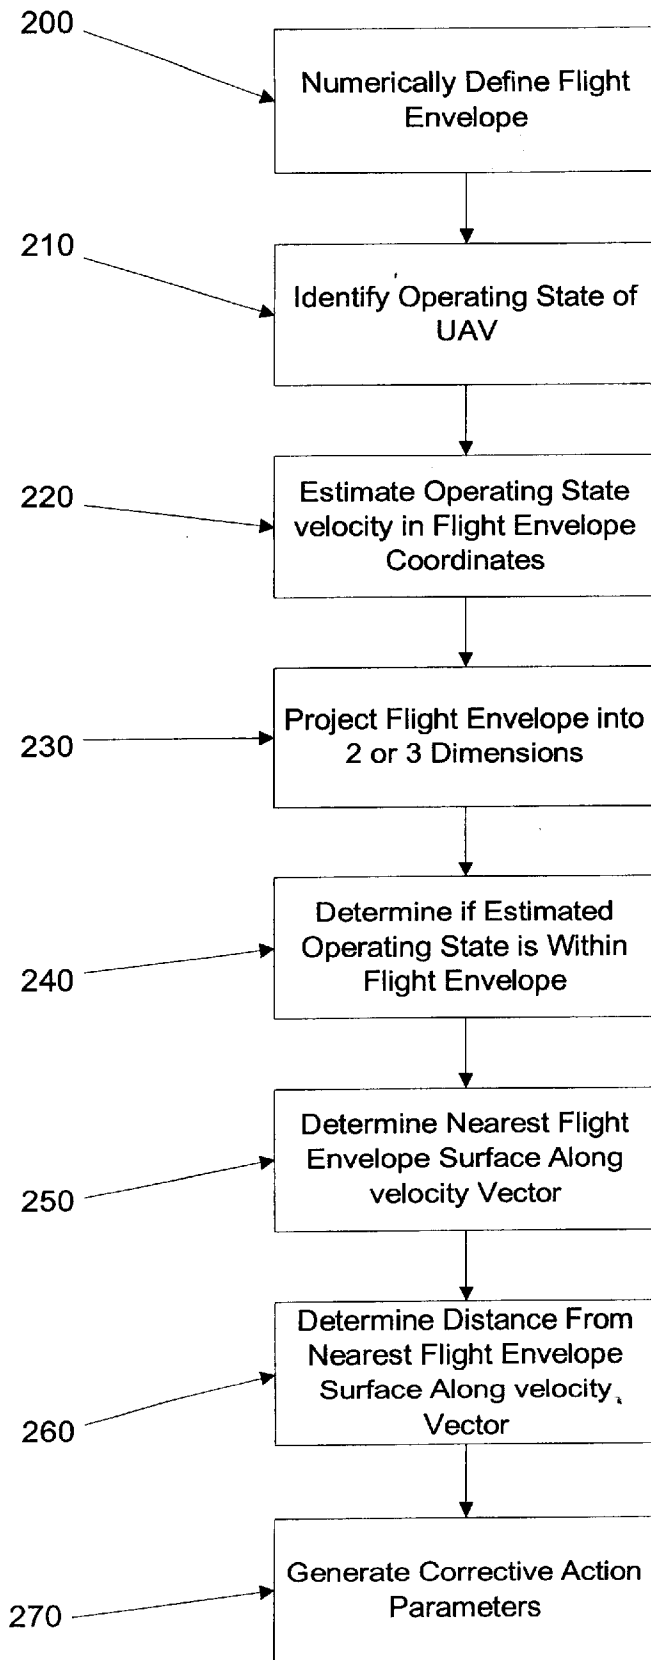 200
Numerically Define Flight
Envelope
210
Identify Operating State of
UAV
220
Estimate Operating State
velocity in Flight Envelope
Coordinates
230
Project Flight Envelope into
2 or 3 Dimensions
240
Determine if Estimated
Operating State is Within
Flight Envelope
250
Determine Nearest Flight
Envelope Surface Along
velocity Vector
260
Determine Distance From
Nearest Flight Envelope
Surface Along velocity
Vector
270
Generate Corrective Action
Parameters